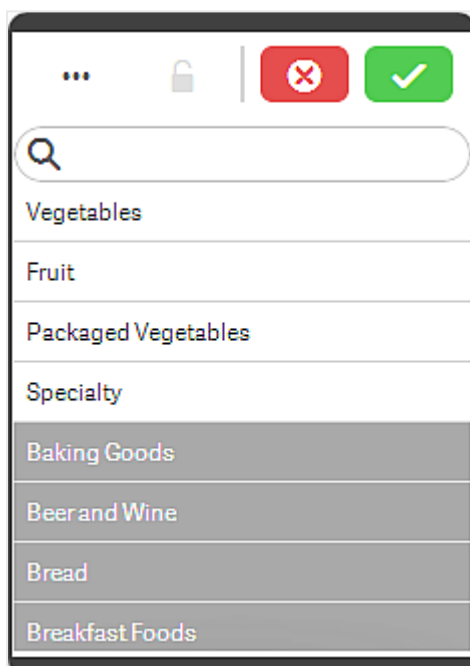 Vegetables
Fruit
Packaged Vegetables
Specialty
Baking Goods
Beer and Wine
Bread
Breakfast Foods